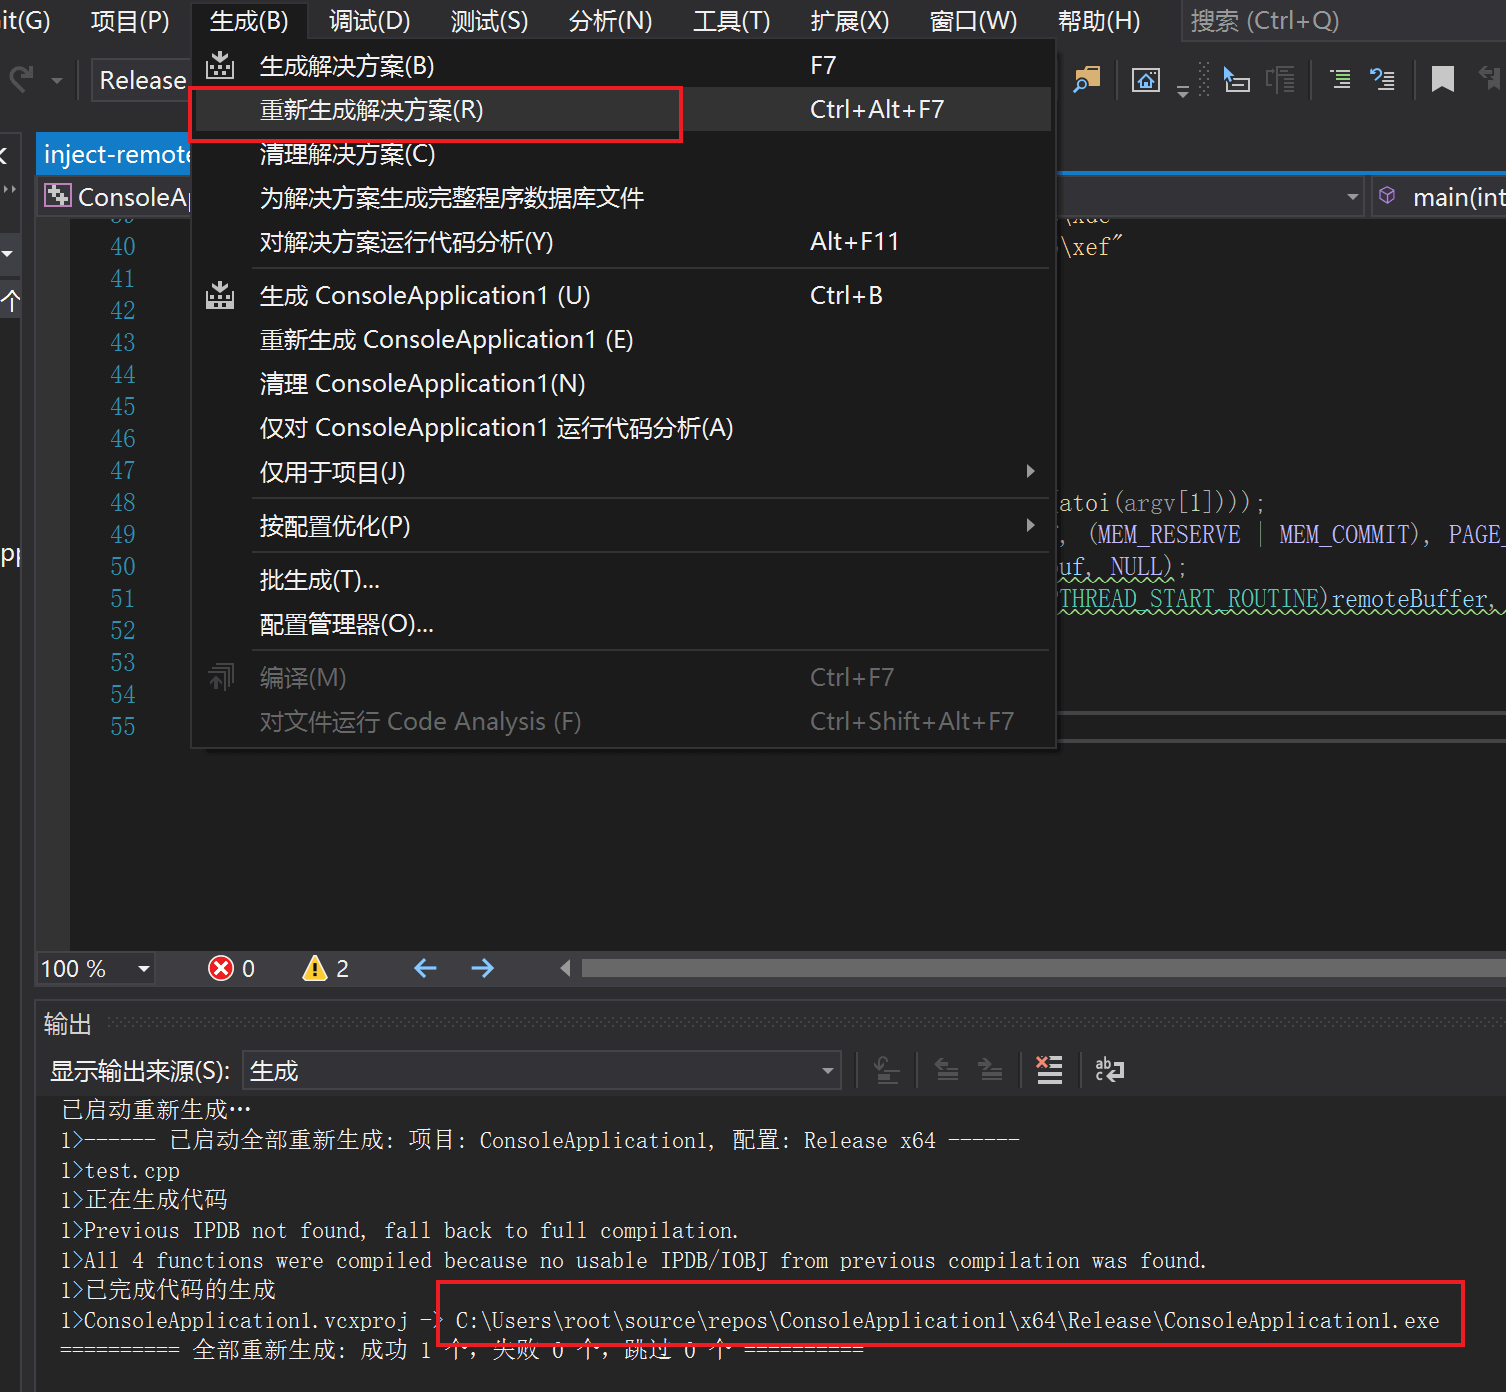 it(G) 项目(P) 生成(B) 调试(D) 测试(S) 分析(N) 工具(T) 扩展(X) 窗口(W) 帮助(H) 搜索 (Ctrl+Q)
Release
生成解决方案(B) F7
重新生成解决方案(R) Ctrl+Alt+F7
清理解决方案(C)
为解决方案生成完整程序数据库文件
对解决方案运行代码分析(Y) Alt+F11
生成 ConsoleApplication1 (U) Ctrl+B
重新生成 ConsoleApplication1 (E)
清理 ConsoleApplication1(N)
仅对 ConsoleApplication1 运行代码分析(A)
仅用于项目(J)
按配置优化(P)
批生成(T)...
配置管理器(O)...
编译(M) Ctrl+F7
对文件运行 Code Analysis (F) Ctrl+Shift+Alt+F7
inject-remote
ConsoleAp
main(int
39
40 \xef"
41
42
43
44
45
46
47
48 atoi(argv[1])));
49 , (MEM_RESERVE | MEM_COMMIT), PAGE_
50 uf, NULL);
51 THREAD_START_ROUTINE)remoteBuffer,
52
53
54
55
个
pp
100 % 0 2
输出
显示输出来源(S): 生成
已启动重新生成…
1>------ 已启动全部重新生成: 项目: ConsoleApplication1, 配置: Release x64 ------
1>test.cpp
1>正在生成代码
1>Previous IPDB not found, fall back to full compilation.
1>All 4 functions were compiled because no usable IPDB/IOBJ from previous compilation was found.
1>已完成代码的生成
1>ConsoleApplication1.vcxproj -> C:\Users\root\source\repos\ConsoleApplication1\x64\Release\ConsoleApplication1.exe
========== 全部重新生成: 成功 1 个，失败 0 个，跳过 0 个 ==========